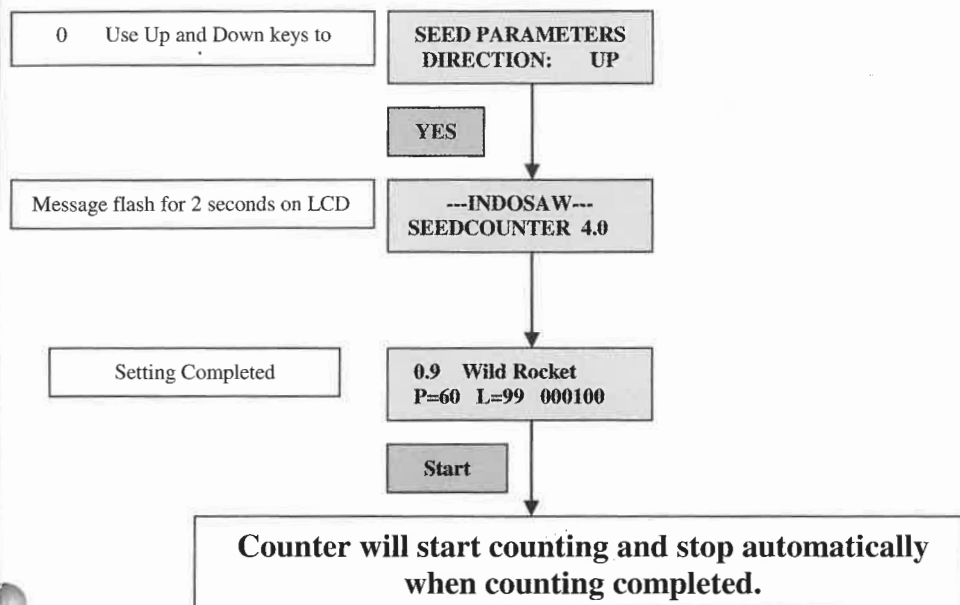 0 Use Up and Down keys to
SEED PARAMETERS
DIRECTION: UP
YES
Message flash for 2 seconds on LCD
---INDOSAW---
SEEDCOUNTER 4.0
Setting Completed
0.9 Wild Rocket
P=60 L=99 000100
Start
Counter will start counting and stop automatically
when counting completed.